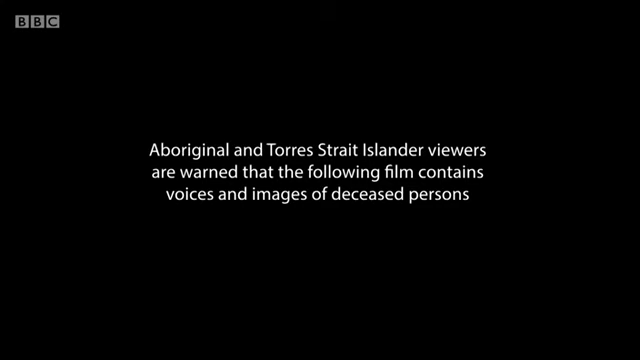 BBC
Aboriginal and Torres Strait Islander viewers
are warned that the following film contains
voices and images of deceased persons